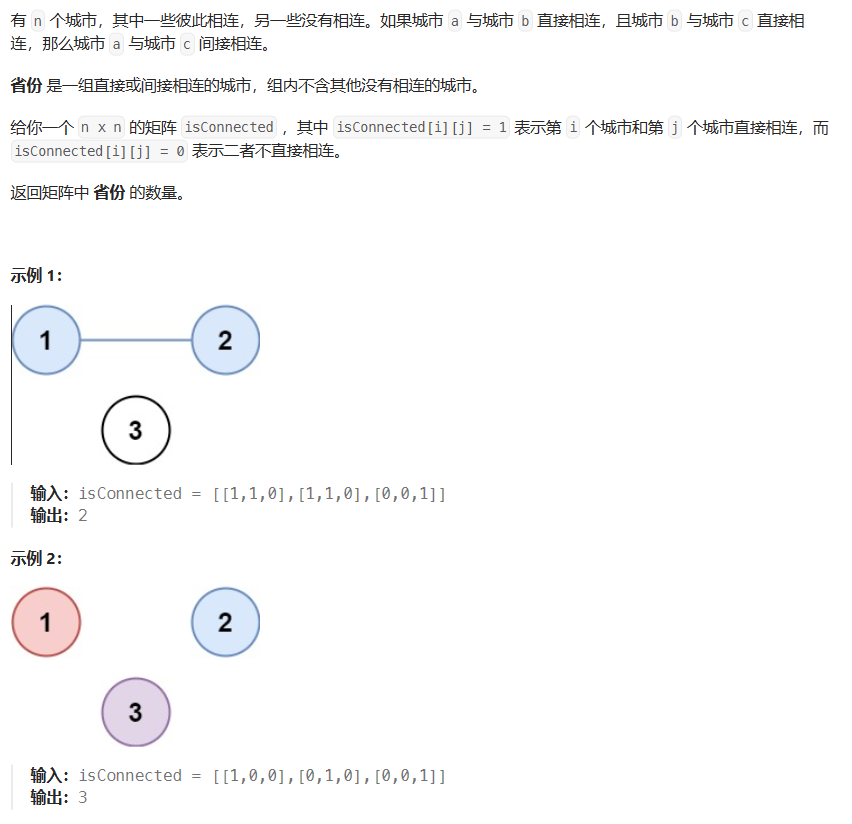 有 n 个城市，其中一些彼此相连，另一些没有相连。如果城市 a 与城市 b 直接相连，且城市 b 与城市 c 直接相
连，那么城市 a 与城市 c 间接相连。
省份 是一组直接或间接相连的城市，组内不含其他没有相连的城市。
给你一个 n x n 的矩阵 isConnected ，其中 isConnected[i][j] = 1 表示第 i 个城市和第 j 个城市直接相连，而
isConnected[i][j] = 0 表示二者不直接相连。
返回矩阵中 省份 的数量。
示例 1：
1
2
3
输入：isConnected = [[1,1,0],[1,1,0],[0,0,1]]
输出：2
示例 2：
1
2
3
输入：isConnected = [[1,0,0],[0,1,0],[0,0,1]]
输出：3